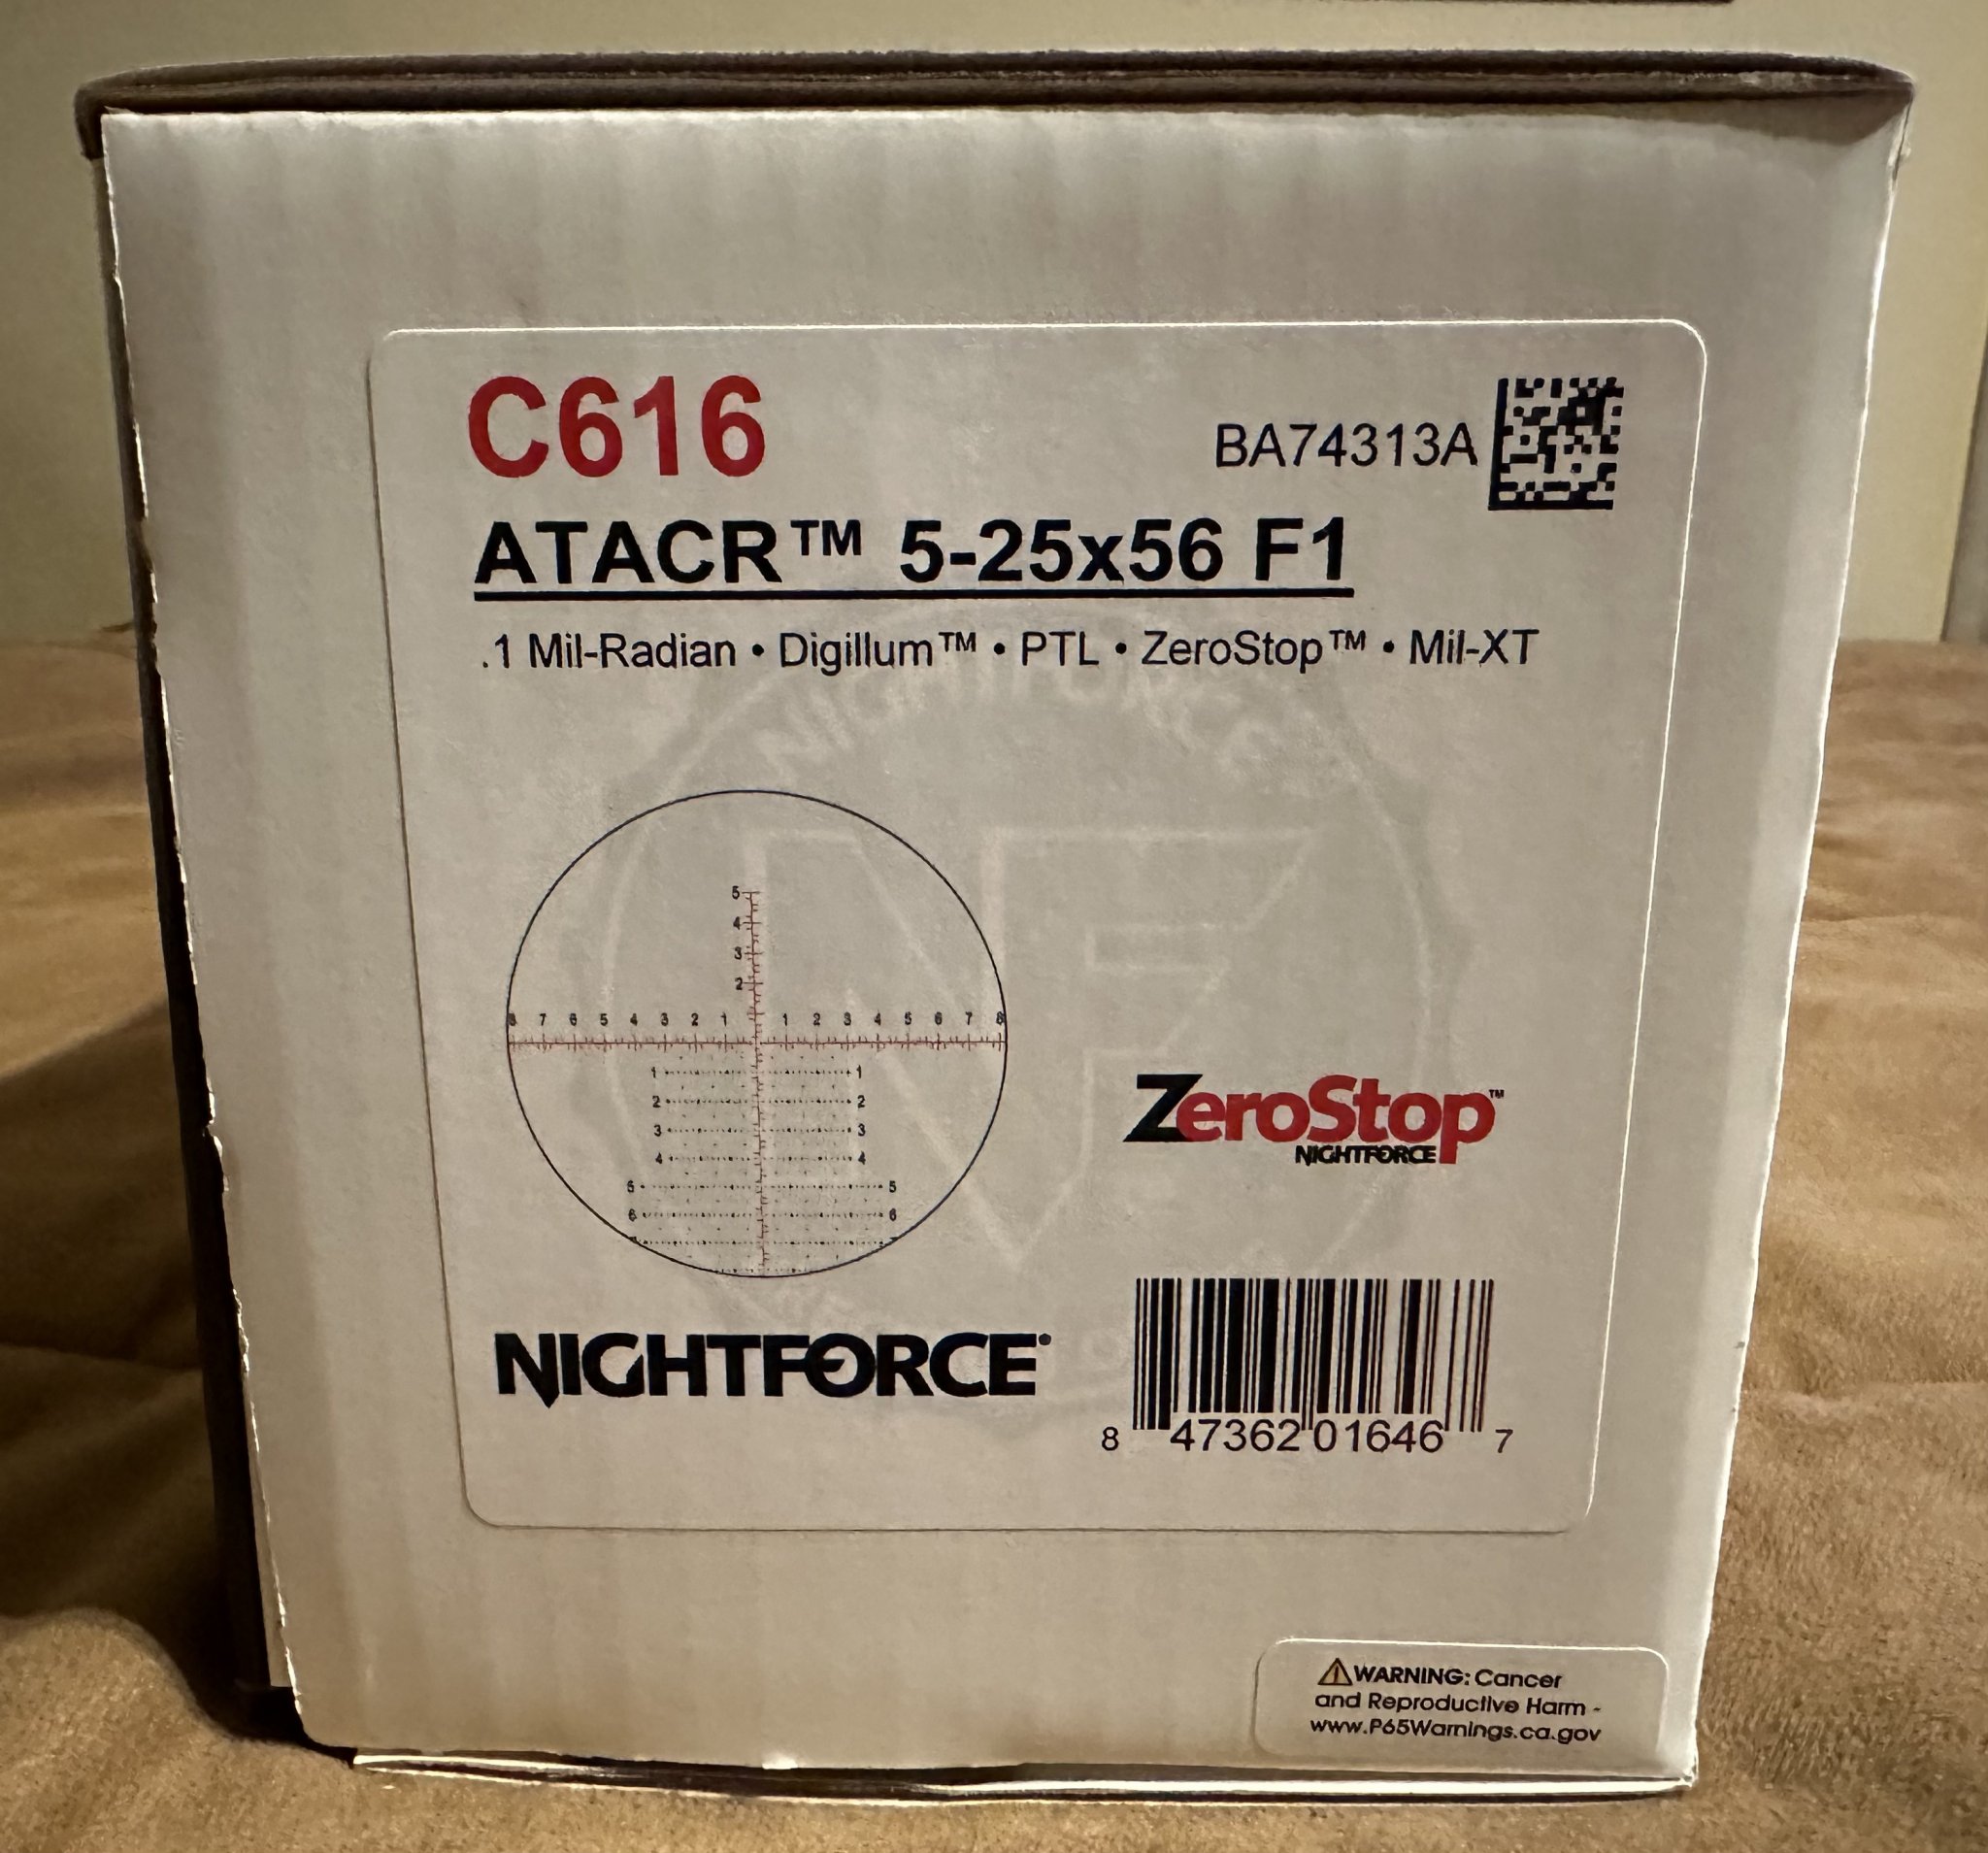 C616
BA74313A
ATACR™ 5-25x56 F1
.1 Mil-Radian • Digillum™ • PTL • ZeroStop™ • Mil-XT
NIGHTFORCE
NF
5
4
3
2
8 7 6 5 4 3 2 1 1 2 3 4 5 6 7 8
1 1
2 2
3 3
4 4
5 5
6 6
ZeroStop™
NIGHTFORCE
NIGHTFORCE®
8 47362 01646 7
⚠WARNING: Cancer
and Reproductive Harm -
www.P65Warnings.ca.gov